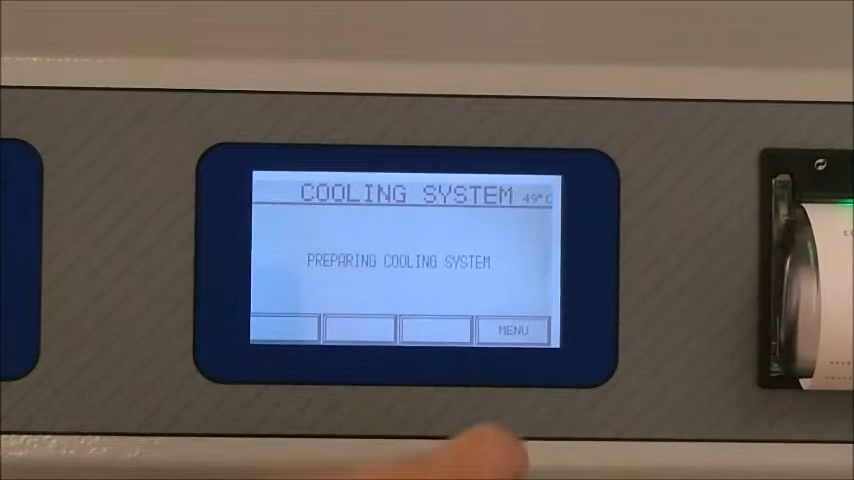 COOLING SYSTEM 49°C
PREPARING COOLING SYSTEM
MENU